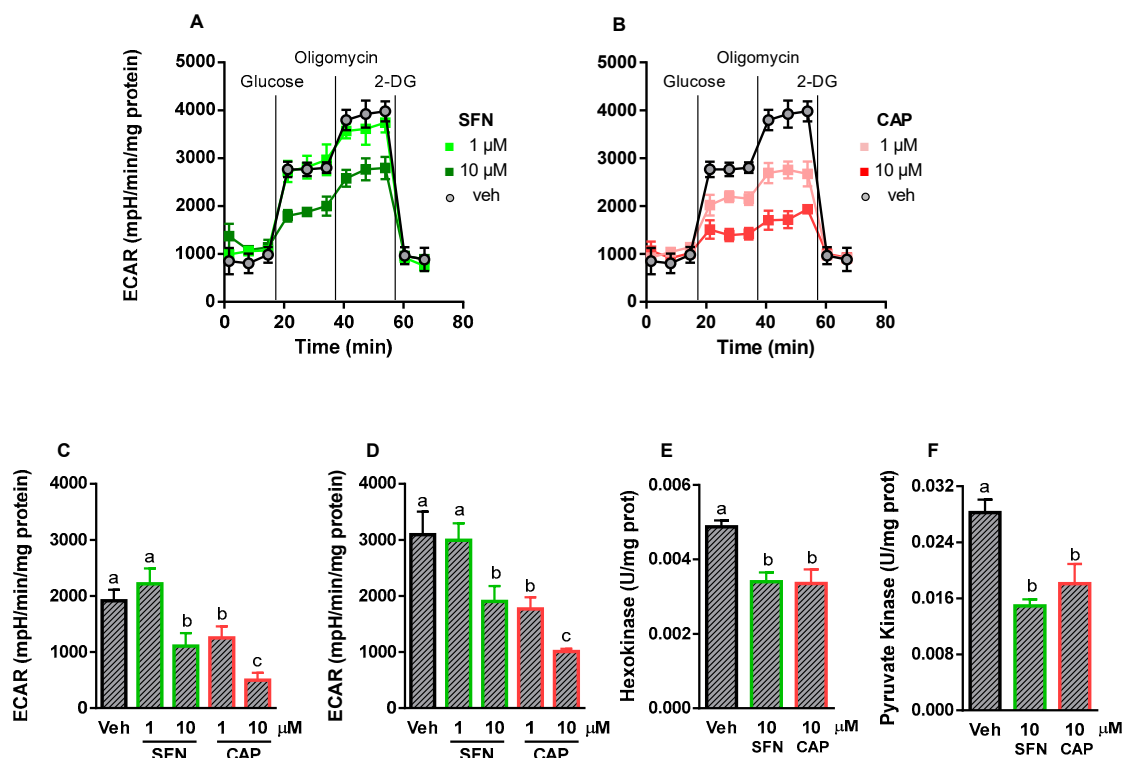 A
B
ECAR (mpH/min/mg protein)
5000
4000
3000
2000
1000
0
0 20 40 60 80
Time (min)
Glucose
Oligomycin
2-DG
SFN
1 µM
10 µM
veh
5000
4000
3000
2000
1000
0
0 20 40 60 80
Time (min)
Glucose
Oligomycin
2-DG
CAP
1 µM
10 µM
veh
C
ECAR (mpH/min/mg protein)
4000
3000
2000
1000
0
a
a
b
b
c
Veh 1 10 1 10 µM
SFN CAP
D
ECAR (mpH/min/mg protein)
4000
3000
2000
1000
0
a
a
b
b
c
Veh 1 10 1 10 µM
SFN CAP
E
Hexokinase (U/mg prot)
0.006
0.004
0.002
0.000
a
b
b
Veh 10 10 µM
SFN CAP
F
Pyruvate Kinase (U/mg prot)
0.032
0.024
0.016
0.008
0.000
a
b
b
Veh 10 10 µM
SFN CAP